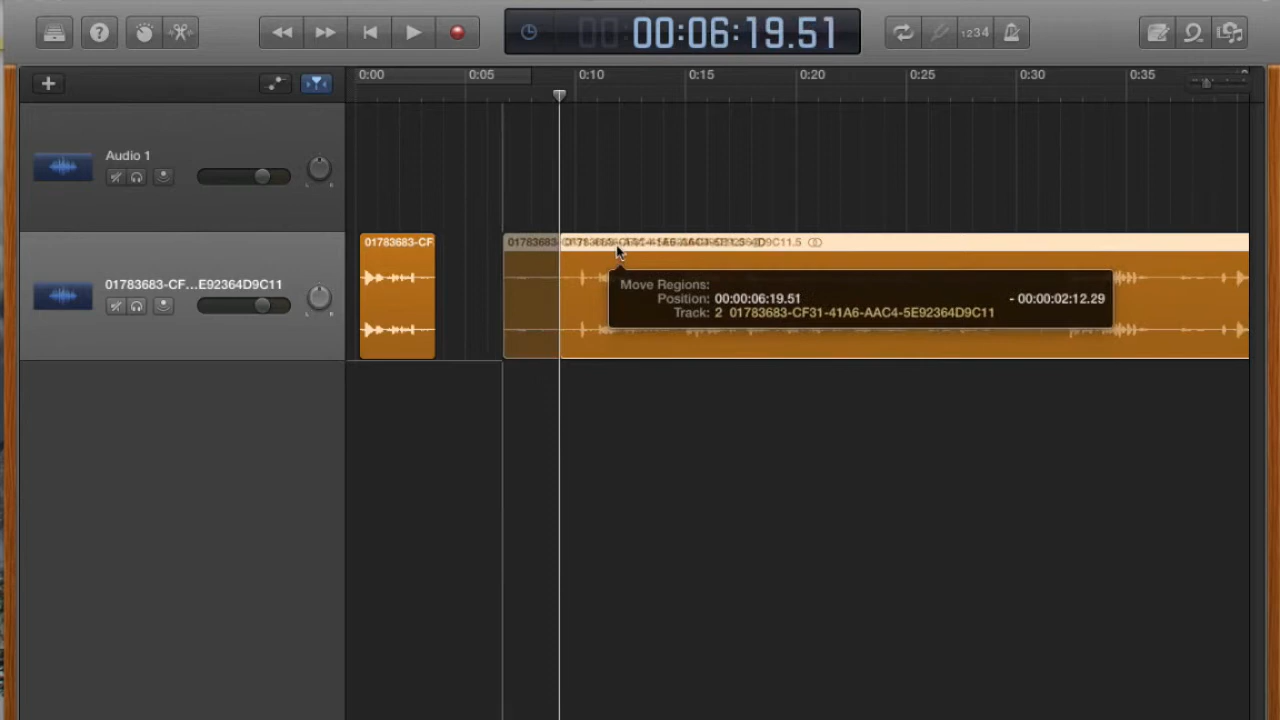 00:00:06:19.51
1234
0:00 0:05 0:10 0:15 0:20 0:25 0:30 0:35
Audio 1
01783683-CF
01783683-
01783683-CF...E92364D9C11
Move Regions:
Position: 00:00:06:19.51 - 00:00:02:12.29
Track: 2 01783683-CF31-41A6-AAC4-5E92364D9C11